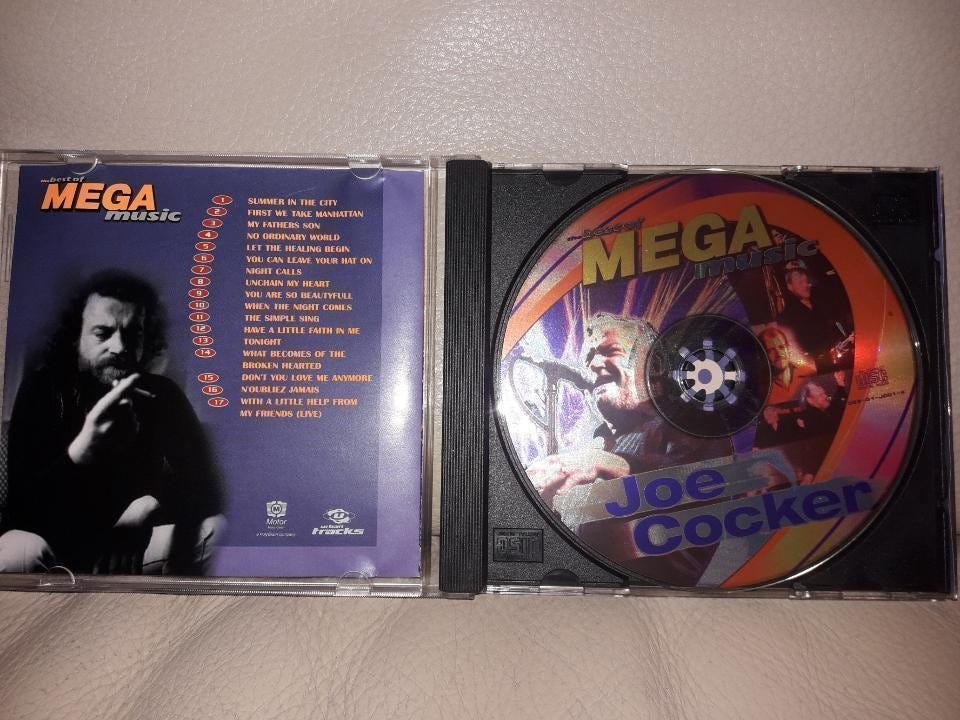 ...best of
MEGA
music
1 SUMMER IN THE CITY
2 FIRST WE TAKE MANHATTAN
3 MY FATHERS SON
4 NO ORDINARY WORLD
5 LET THE HEALING BEGIN
6 YOU CAN LEAVE YOUR HAT ON
7 NIGHT CALLS
8 UNCHAIN MY HEART
9 YOU ARE SO BEAUTYFULL
10 WHEN THE NIGHT COMES
11 THE SIMPLE SING
12 HAVE A LITTLE FAITH IN ME
13 TONIGHT
14 WHAT BECOMES OF THE
BROKEN HEARTED
15 DON'T YOU LOVE ME ANYMORE
16 NOUBLIEZ JAMAIS
17 WITH A LITTLE HELP FROM
MY FRIENDS (LIVE)
M
Motor
U
tracks
...best of
MEGA
music
Joe
Cocker
disc